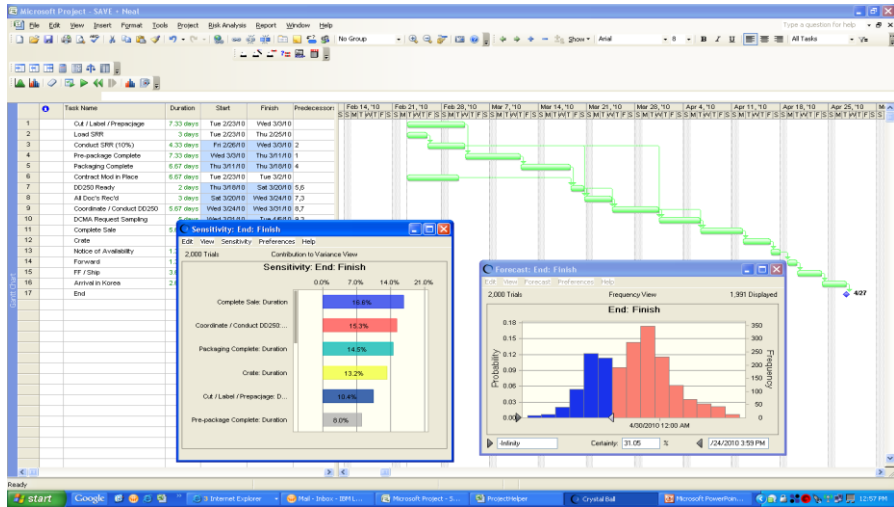 Microsoft Project - SAVE + Neal
File Edit View Insert Format Tools Project Risk Analysis Report Window Help Type a question for help
No Group Show Arial 8 B I U All Tasks
Task Name Duration Start Finish Predecessors Feb 14, '10 Feb 21, '10 Feb 28, '10 Mar 7, '10 Mar 14, '10 Mar 21, '10 Mar 28, '10 Apr 4, '10 Apr 11, '10 Apr 18, '10 Apr 25, '10
1 Cut / Label / Prepacjage 7.33 days Tue 2/23/10 Wed 3/3/10
2 Load SRR 3 days Tue 2/23/10 Thu 2/25/10
3 Conduct SRR (10%) 4.33 days Fri 2/26/10 Wed 3/3/10 2
4 Pre-package Complete 7.33 days Wed 3/3/10 Thu 3/11/10 1
5 Packaging Complete 6.67 days Thu 3/11/10 Thu 3/18/10 4
6 Contract Mod in Place 6.67 days Tue 2/23/10 Tue 3/2/10
7 DD250 Ready 2 days Thu 3/18/10 Sat 3/20/10 5,6
8 All Doc's Rec'd 3 days Sat 3/20/10 Wed 3/24/10 7,3
9 Coordinate / Conduct DD250 5.67 days Wed 3/24/10 Wed 3/31/10 8,7
10 DCMA Request Sampling 5 days Wed 3/31/10
11 Complete Sale
12 Crate
13 Notice of Availability
14 Forward
15 FF / Ship
16 Arrival in Korea
17 End
4/27
Gantt Chart
Sensitivity: End: Finish
Edit View Sensitivity Preferences Help
2,000 Trials Contribution to Variance View
Sensitivity: End: Finish
0.0% 7.0% 14.0% 21.0%
Complete Sale: Duration 16.6%
Coordinate / Conduct DD250:... 15.3%
Packaging Complete: Duration 14.5%
Crate: Duration 13.2%
Cut / Label / Prepacjage: D... 10.4%
Pre-package Complete: Duration 8.0%
Forecast: End: Finish
Edit View Forecast Preferences Help
2,000 Trials Frequency View 1,991 Displayed
End: Finish
Probability
0.18
0.15
0.12
0.09
0.06
0.03
0.00
Frequency
350
300
250
200
150
100
50
0
4/30/2010 12:00 AM
-Infinity Certainty: 31.05 % /24/2010 3:59 PM
Ready
start Google 3 Internet Explorer Mail - Inbox - IBM L... Microsoft Project - S... ProjectHelper Crystal Ball Microsoft PowerPoin... 12:57 PM